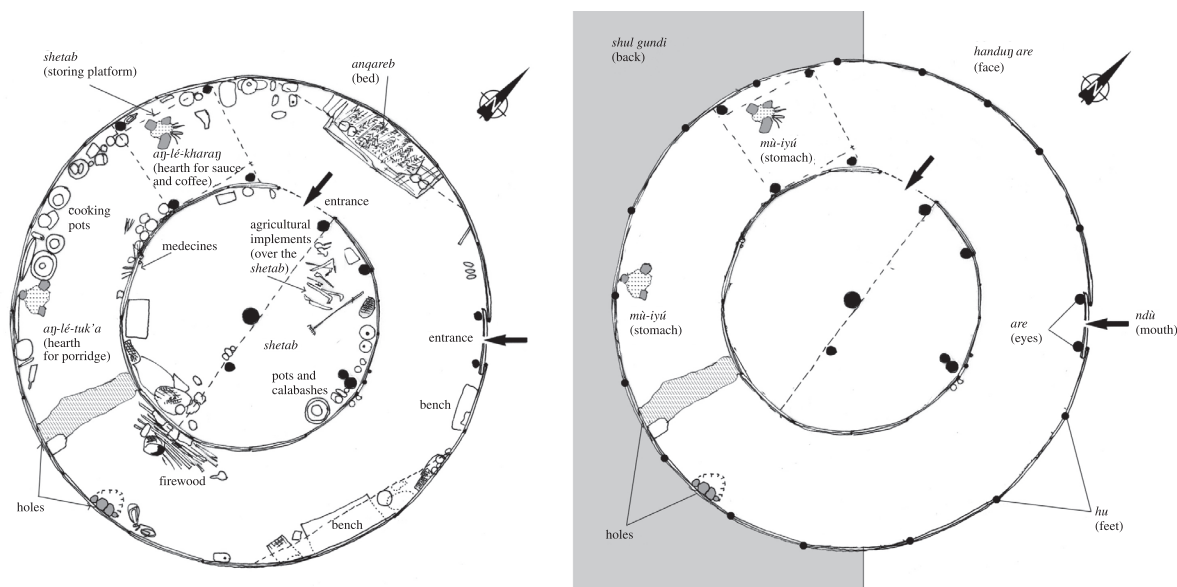 shetab
(storing platform)
anqareb
(bed)
N
aŋ-lé-kharaŋ
(hearth for sauce
and coffee)
entrance
cooking
pots
agricultural
implements
(over the
shetab)
medecines
aŋ-lé-tuk'a
(hearth
for porridge)
shetab
entrance
pots and
calabashes
bench
firewood
holes
bench
shul gundi
(back)
handuŋ are
(face)
N
mù-iyú
(stomach)
mù-iyú
(stomach)
are
(eyes)
ndù
(mouth)
hu
(feet)
holes